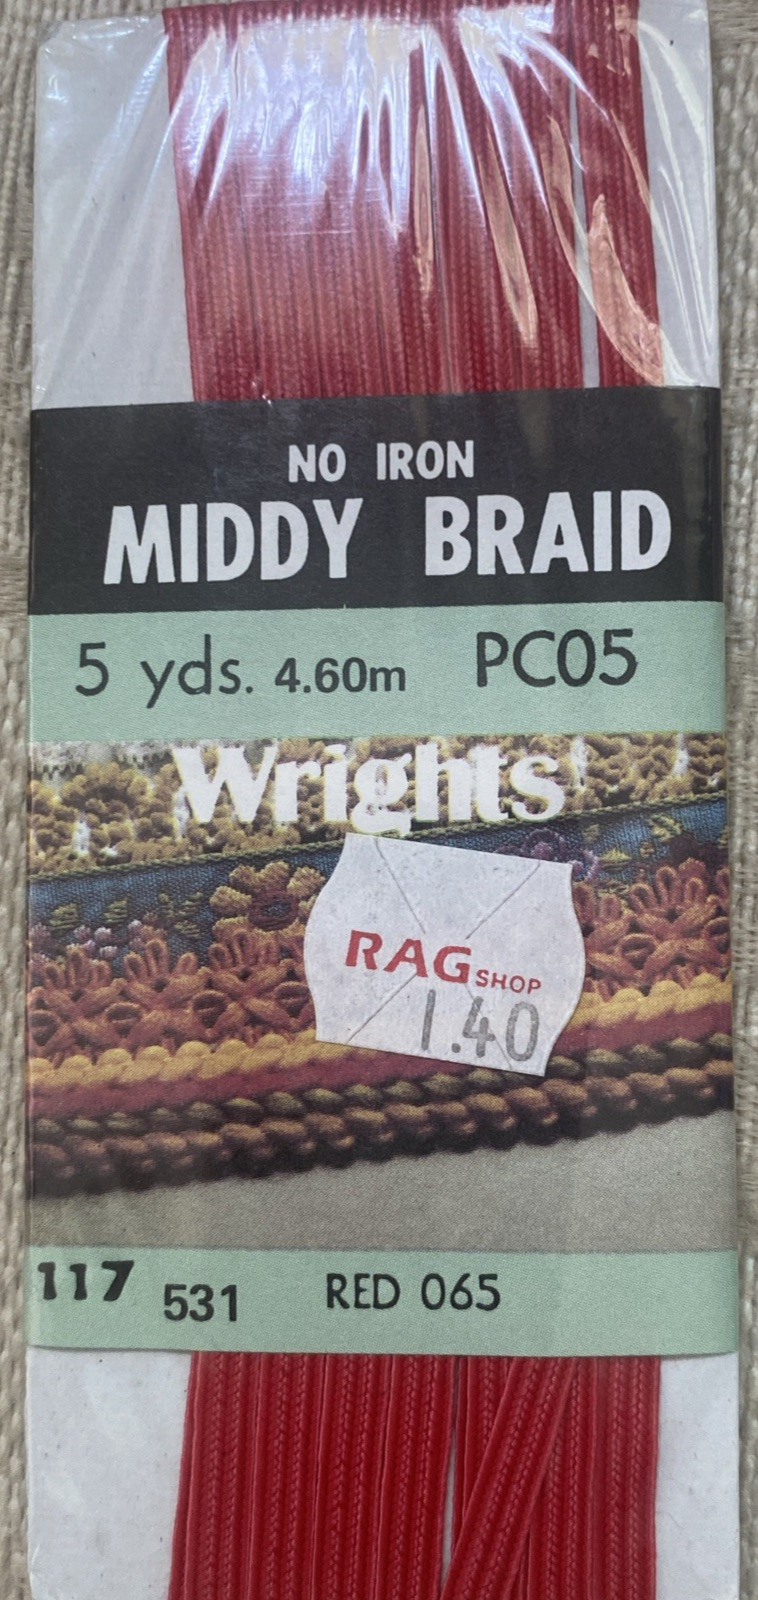 NO IRON
MIDDY BRAID
5 yds. 4.60m PC05
Wrights
RAG SHOP
1.40
117 531 RED 065